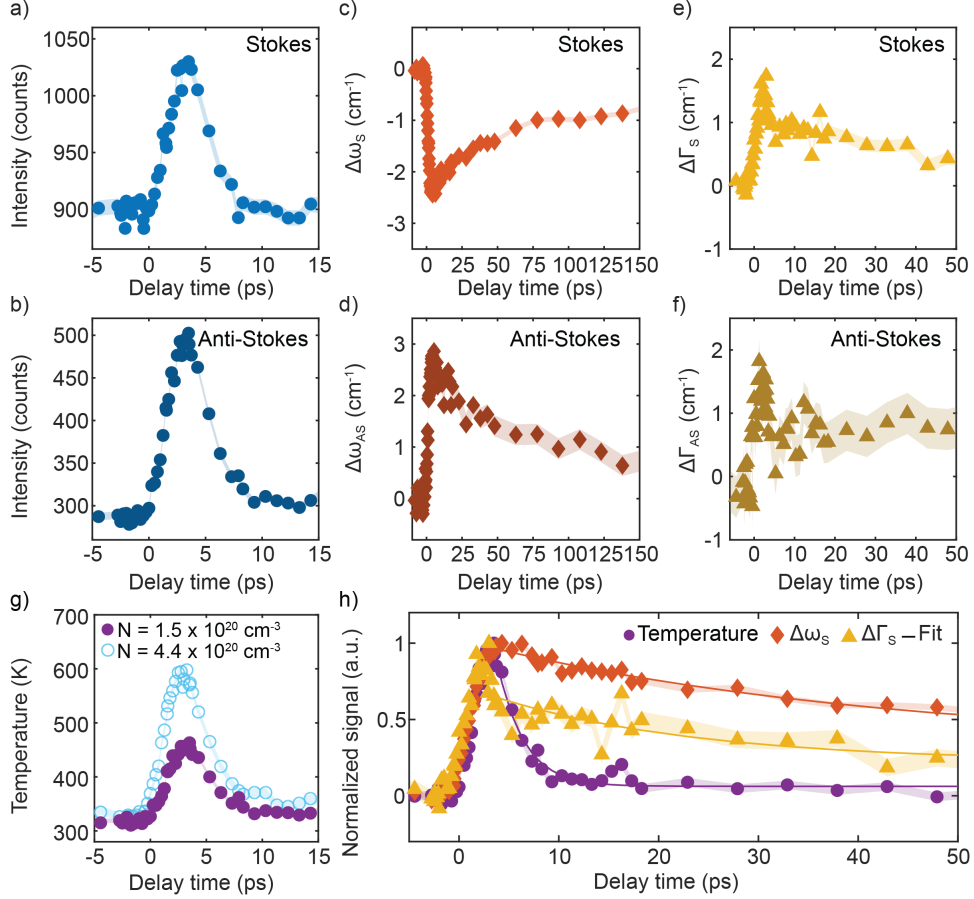 a)
Stokes
1050
1000
950
900
Intensity (counts)
-5 0 5 10 15
Delay time (ps)
b)
Anti-Stokes
500
450
400
350
300
Intensity (counts)
-5 0 5 10 15
Delay time (ps)
c)
Stokes
0
-1
-2
-3
Δω_S (cm⁻¹)
0 25 50 75 100 125 150
Delay time (ps)
d)
Anti-Stokes
3
2
1
0
Δω_AS (cm⁻¹)
0 25 50 75 100 125 150
Delay time (ps)
e)
Stokes
2
1
0
-1
ΔΓ_S (cm⁻¹)
0 10 20 30 40 50
Delay time (ps)
f)
Anti-Stokes
2
1
0
-1
ΔΓ_AS (cm⁻¹)
0 10 20 30 40 50
Delay time (ps)
g)
N = 1.5 x 10²⁰ cm⁻³
N = 4.4 x 10²⁰ cm⁻³
700
600
500
400
300
Temperature (K)
-5 0 5 10 15
Delay time (ps)
h)
Temperature Δω_S ΔΓ_S – Fit
1
0.5
0
Normalized signal (a.u.)
0 10 20 30 40 50
Delay time (ps)